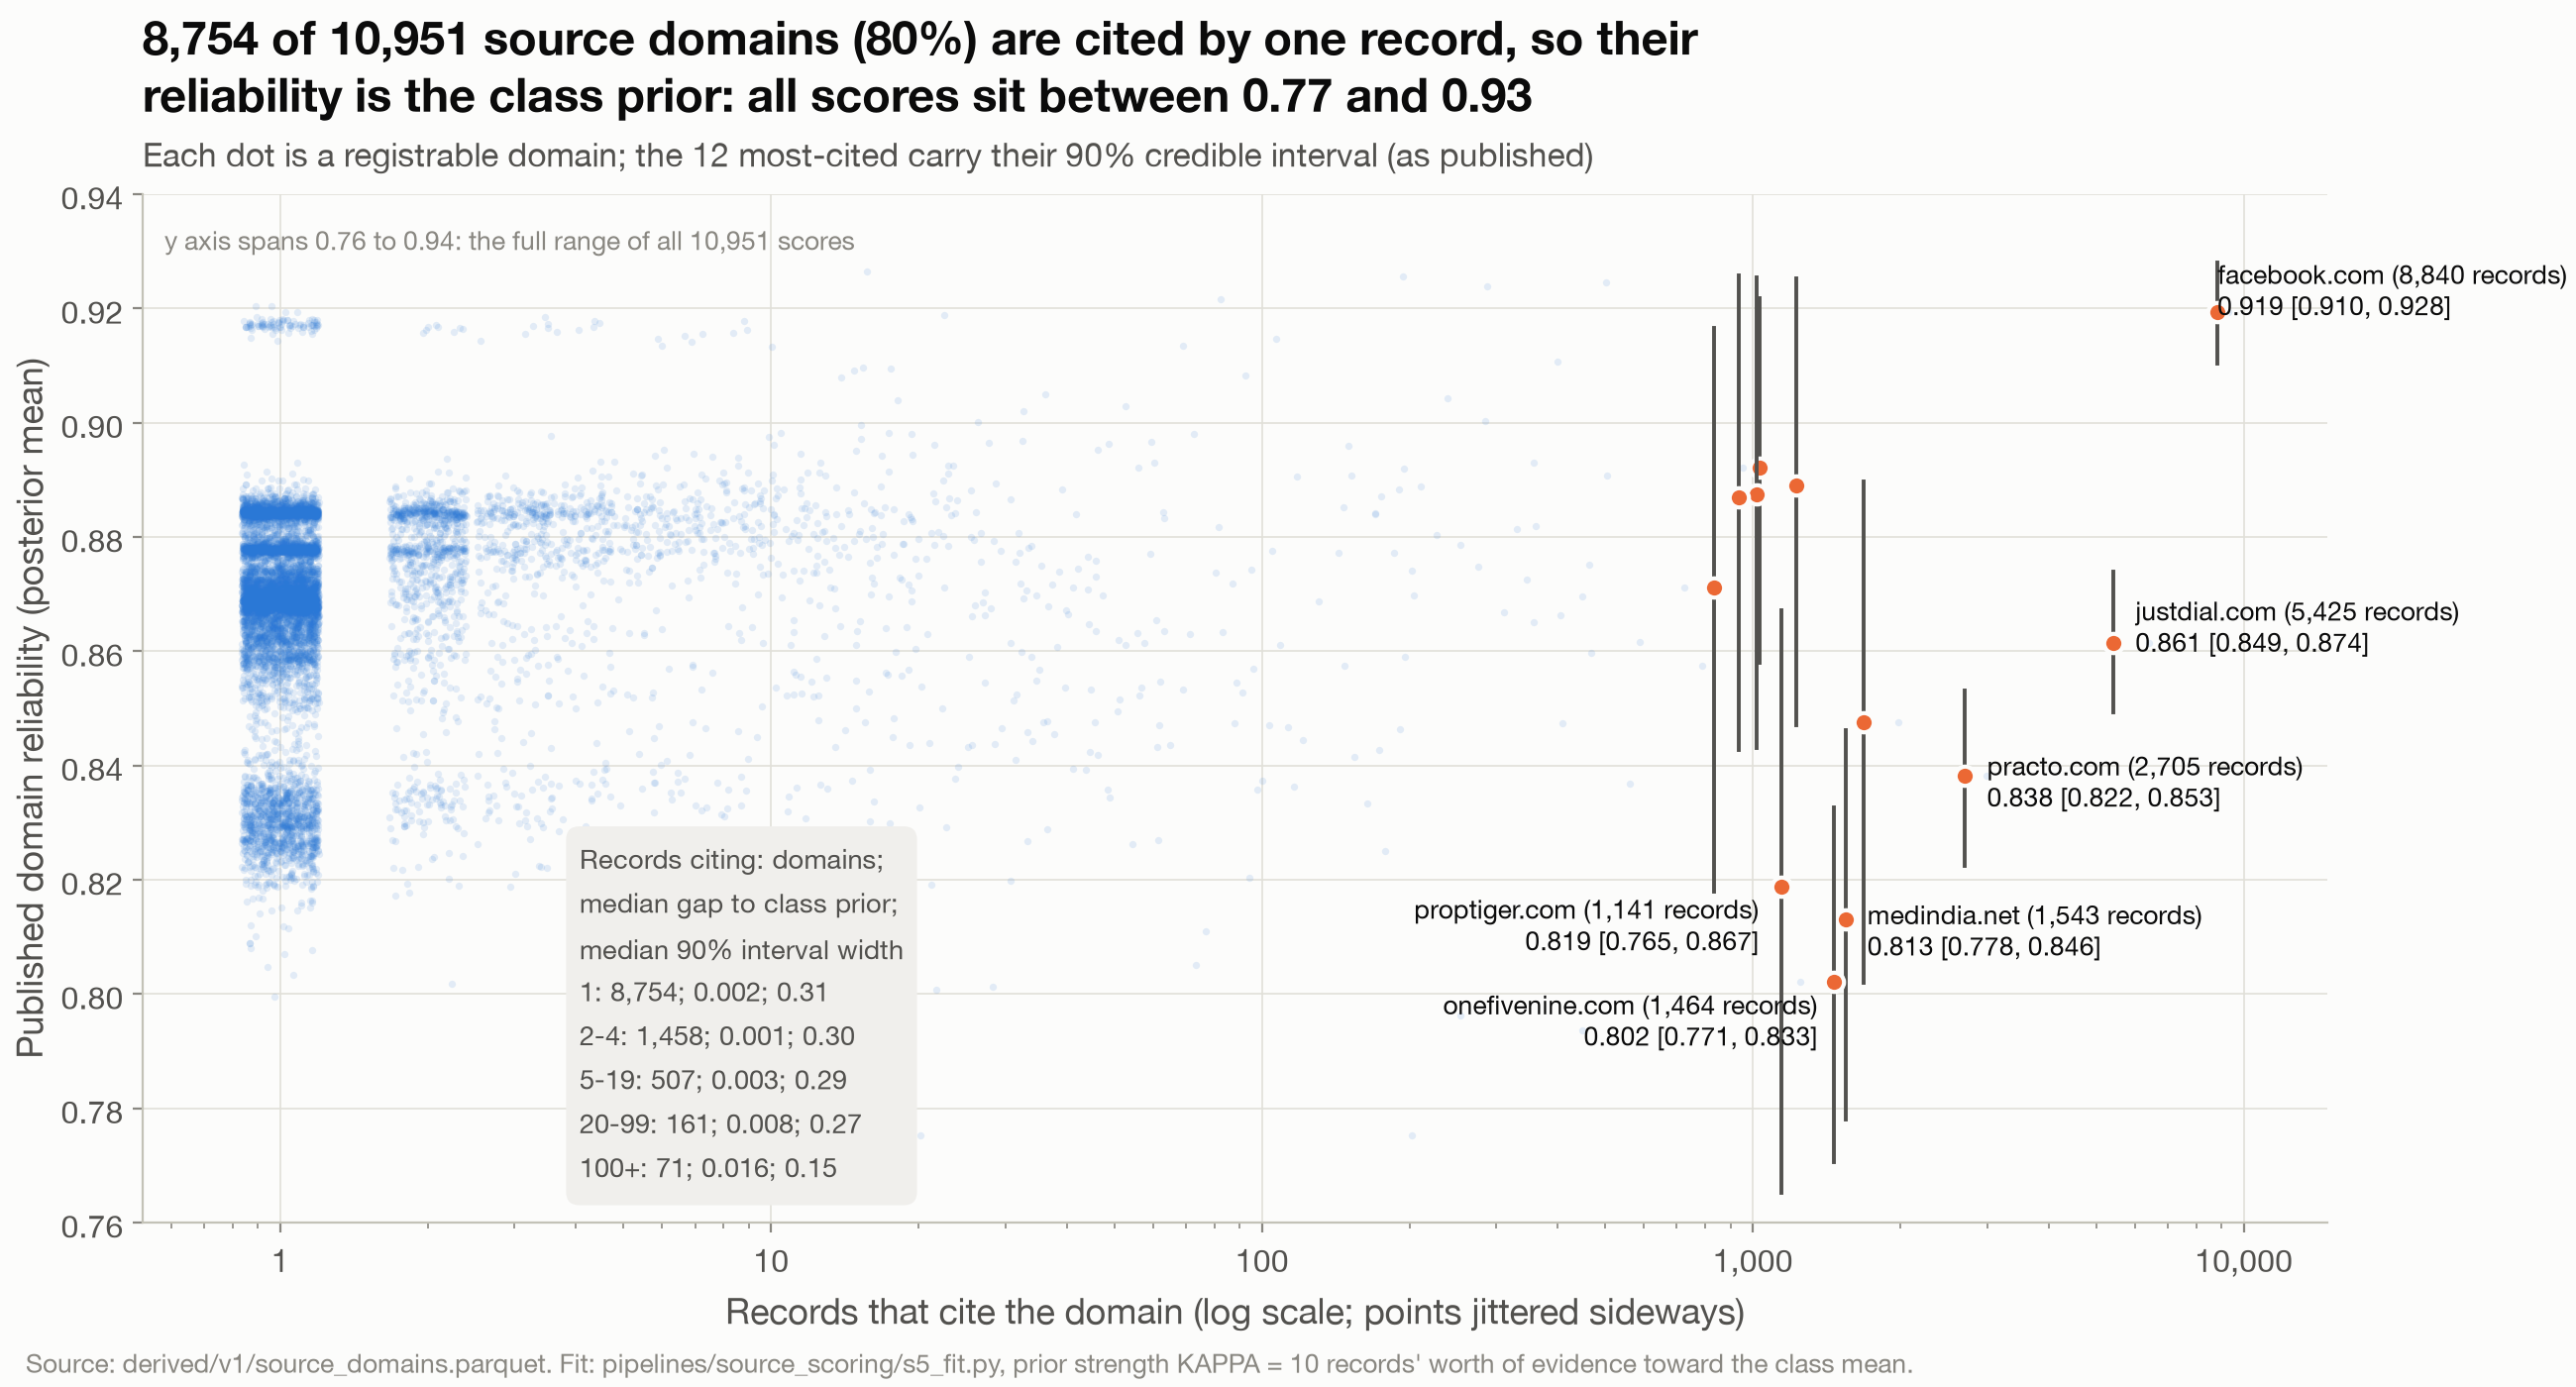 8,754 of 10,951 source domains (80%) are cited by one record, so their
reliability is the class prior: all scores sit between 0.77 and 0.93
Each dot is a registrable domain; the 12 most-cited carry their 90% credible interval (as published)
Published domain reliability (posterior mean)
0.94
0.92
0.90
0.88
0.86
0.84
0.82
0.80
0.78
0.76
y axis spans 0.76 to 0.94: the full range of all 10,951 scores
facebook.com (8,840 records)
0.919 [0.910, 0.928]
justdial.com (5,425 records)
0.861 [0.849, 0.874]
practo.com (2,705 records)
0.838 [0.822, 0.853]
proptiger.com (1,141 records)
0.819 [0.765, 0.867]
medindia.net (1,543 records)
0.813 [0.778, 0.846]
onefivenine.com (1,464 records)
0.802 [0.771, 0.833]
Records citing: domains;
median gap to class prior;
median 90% interval width
1: 8,754; 0.002; 0.31
2-4: 1,458; 0.001; 0.30
5-19: 507; 0.003; 0.29
20-99: 161; 0.008; 0.27
100+: 71; 0.016; 0.15
1
10
100
1,000
10,000
Records that cite the domain (log scale; points jittered sideways)
Source: derived/v1/source_domains.parquet. Fit: pipelines/source_scoring/s5_fit.py, prior strength KAPPA = 10 records' worth of evidence toward the class mean.